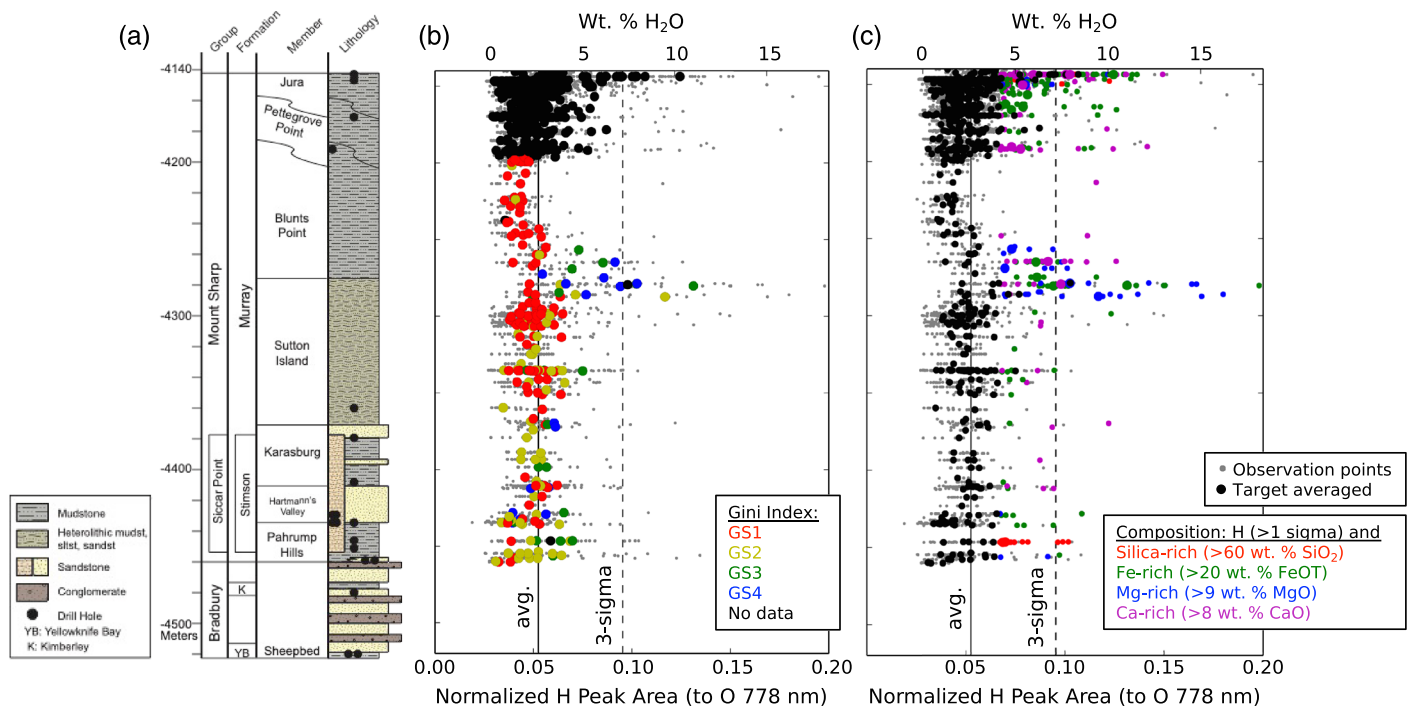 (a)
Group
Formation
Member
Lithology
-4140
-4200
-4300
-4400
-4500
Meters
Mount Sharp
Siccar Point
Bradbury
Murray
Stimson
K
YB
Jura
Pettegrove
Point
Blunts
Point
Sutton
Island
Karasburg
Hartmann's
Valley
Pahrump
Hills
Sheepbed
Mudstone
Heterolithic mudst,
sltst, sandst
Sandstone
Conglomerate
Drill Hole
YB: Yellowknife Bay
K: Kimberley
(b)
Wt. % H₂O
0 5 10 15
avg.
3-sigma
Gini Index:
GS1
GS2
GS3
GS4
No data
0.00 0.05 0.10 0.15 0.20
Normalized H Peak Area (to O 778 nm)
(c)
Wt. % H₂O
0 5 10 15
avg.
3-sigma
Observation points
Target averaged
Composition: H (>1 sigma) and
Silica-rich (>60 wt. % SiO₂)
Fe-rich (>20 wt. % FeOT)
Mg-rich (>9 wt. % MgO)
Ca-rich (>8 wt. % CaO)
0.05 0.10 0.15 0.20
Normalized H Peak Area (to O 778 nm)